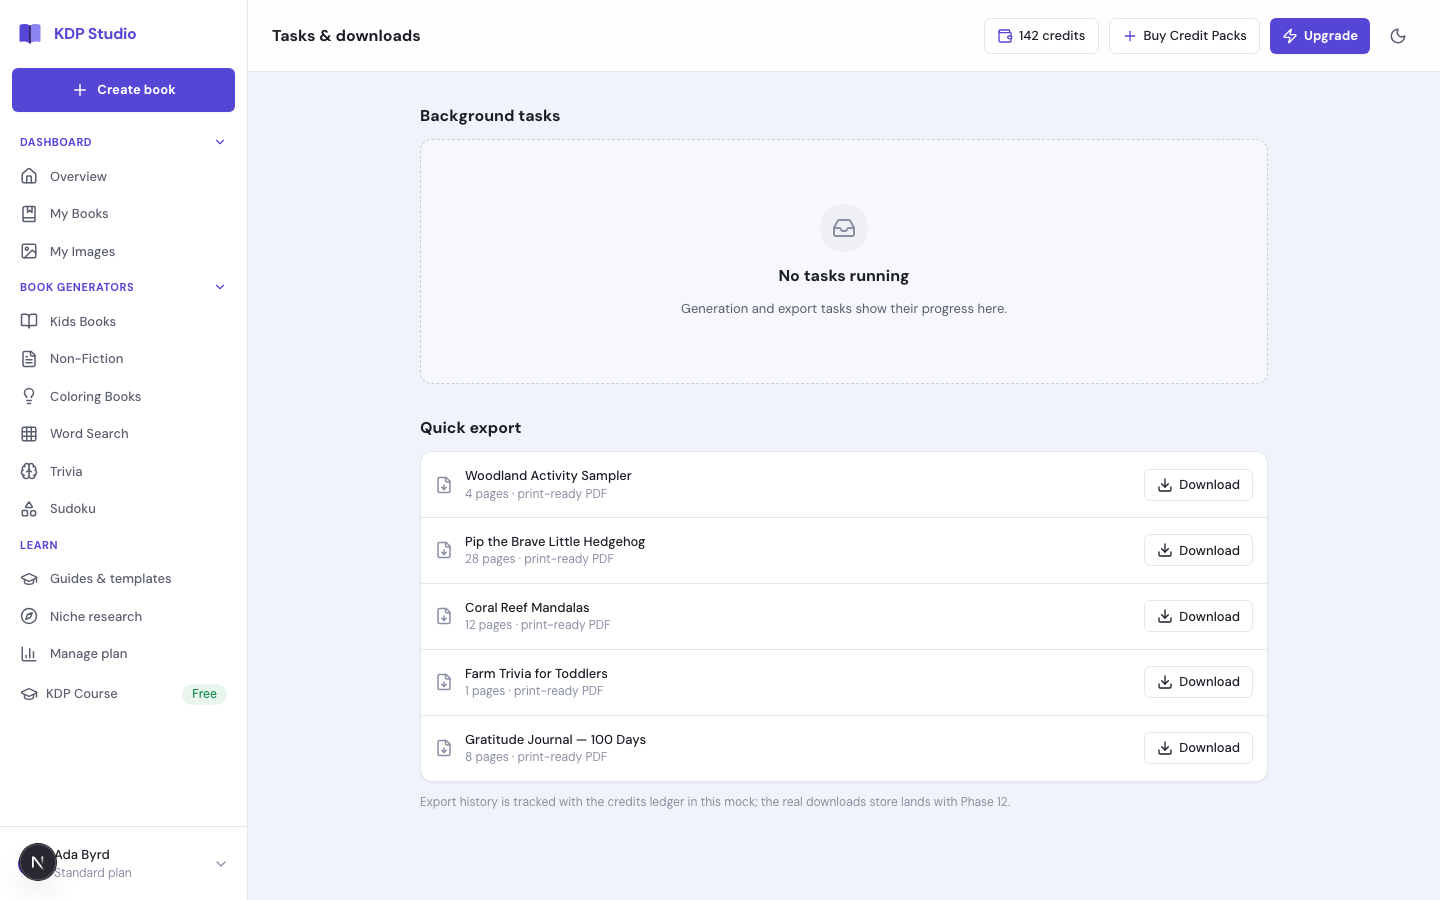 KDP Studio
Create book
DASHBOARD
Overview
My Books
My Images
BOOK GENERATORS
Kids Books
Non-Fiction
Coloring Books
Word Search
Trivia
Sudoku
LEARN
Guides & templates
Niche research
Manage plan
KDP Course Free
N Ada Byrd
Standard plan
Tasks & downloads
142 credits
Buy Credit Packs
Upgrade
Background tasks
No tasks running
Generation and export tasks show their progress here.
Quick export
Woodland Activity Sampler
4 pages · print-ready PDF
Download
Pip the Brave Little Hedgehog
28 pages · print-ready PDF
Download
Coral Reef Mandalas
12 pages · print-ready PDF
Download
Farm Trivia for Toddlers
1 pages · print-ready PDF
Download
Gratitude Journal — 100 Days
8 pages · print-ready PDF
Download
Export history is tracked with the credits ledger in this mock; the real downloads store lands with Phase 12.